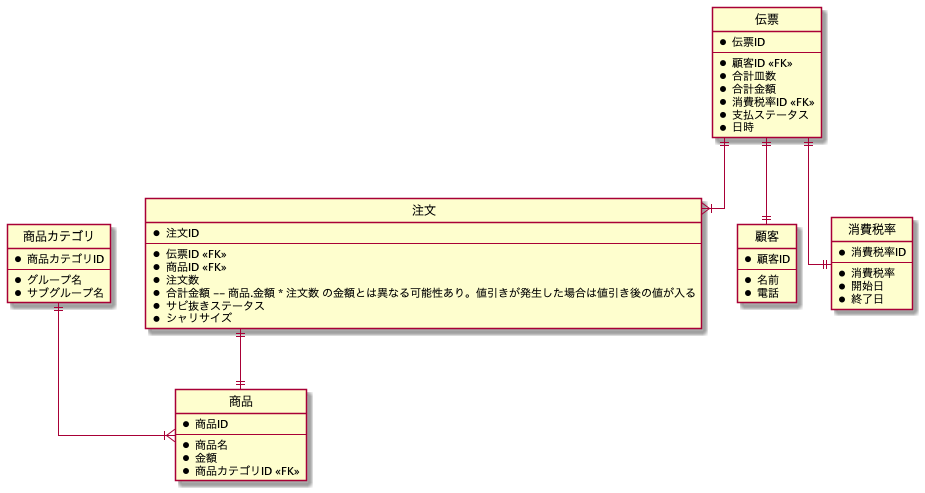 伝票
伝票ID
顧客ID «FK»
合計皿数
合計金額
消費税率ID «FK»
支払ステータス
日時
注文
注文ID
伝票ID «FK»
商品ID «FK»
注文数
合計金額 -- 商品.金額 * 注文数 の金額とは異なる可能性あり。値引きが発生した場合は値引き後の値が入る
サビ抜きステータス
シャリサイズ
商品カテゴリ
商品カテゴリID
グループ名
サブグループ名
顧客
顧客ID
名前
電話
消費税率
消費税率ID
消費税率
開始日
終了日
商品
商品ID
商品名
金額
商品カテゴリID «FK»